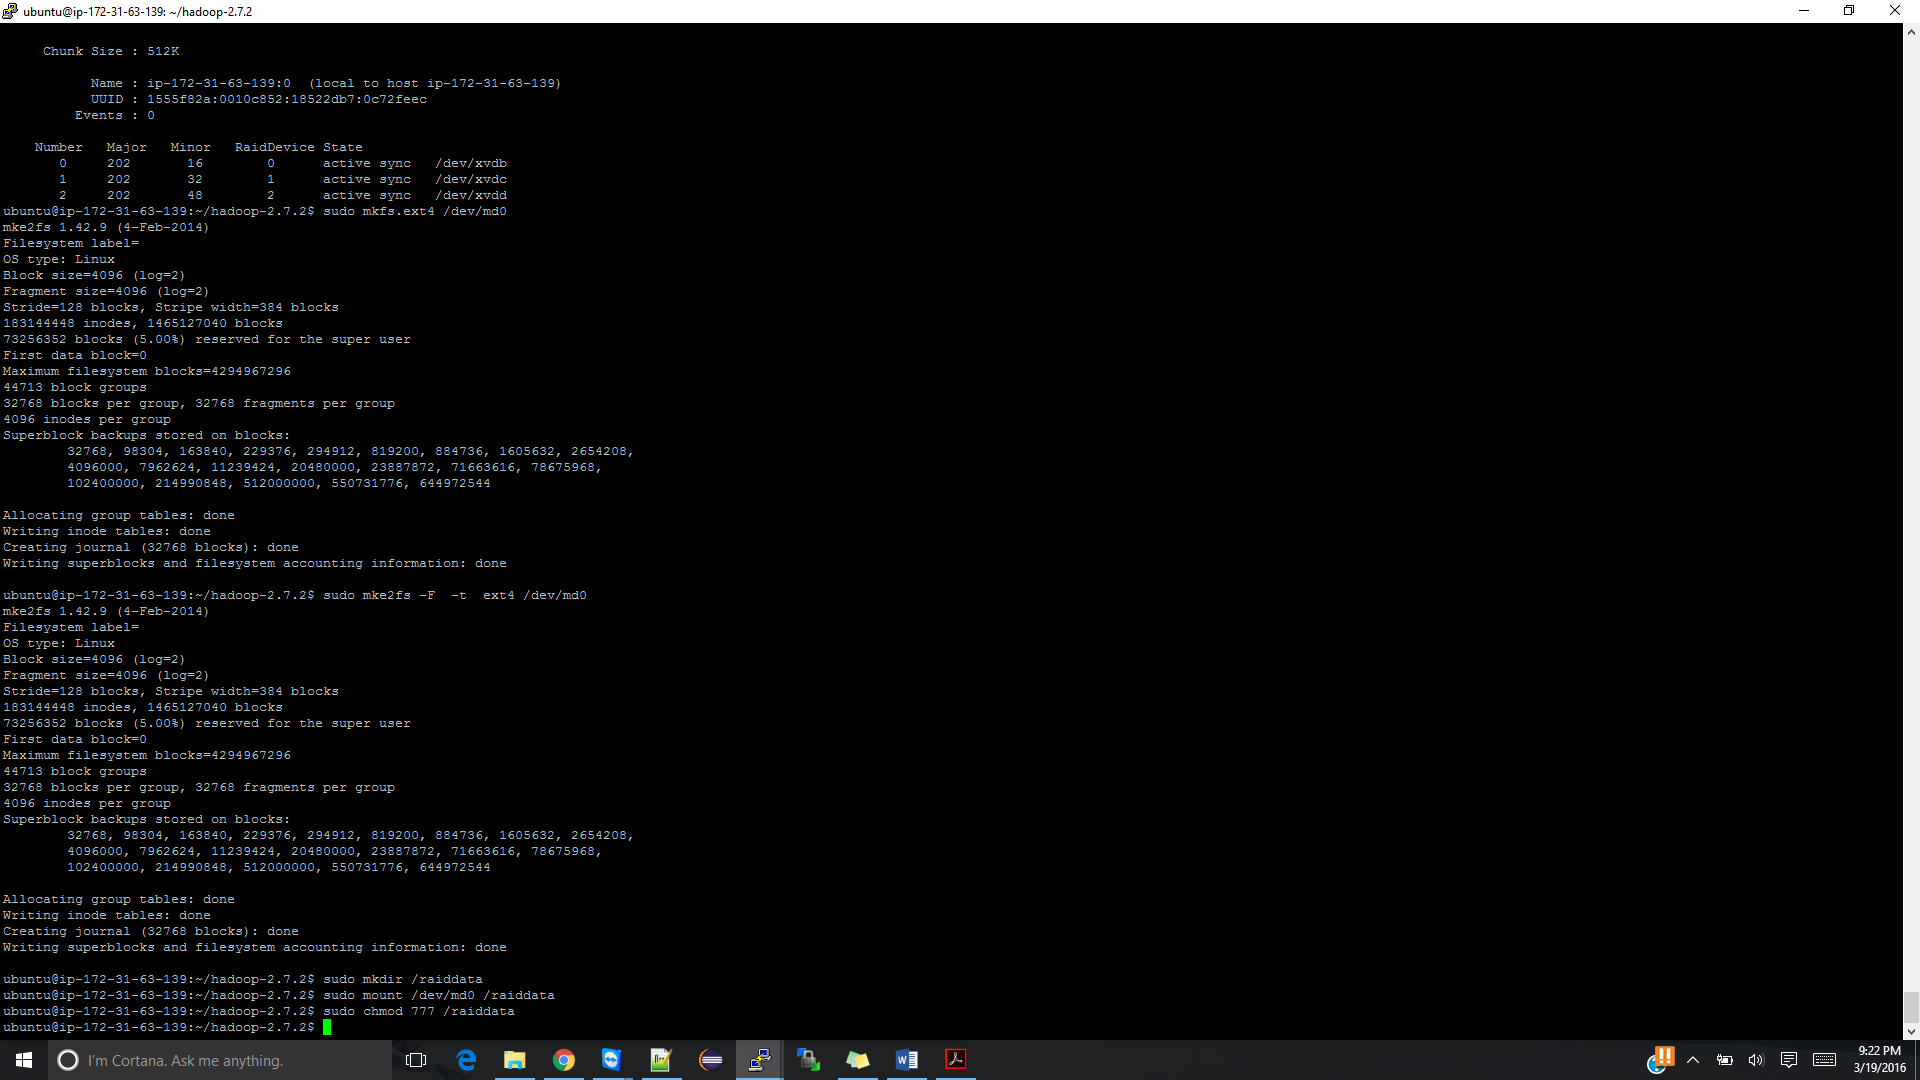 ubuntu@ip-172-31-63-139: ~/hadoop-2.7.2
Chunk Size : 512K
Name : ip-172-31-63-139:0  (local to host ip-172-31-63-139)
UUID : 1555f82a:0010c852:18522db7:0c72feec
Events : 0
Number   Major   Minor   RaidDevice State
0     202       16        0      active sync   /dev/xvdb
1     202       32        1      active sync   /dev/xvdc
2     202       48        2      active sync   /dev/xvdd
ubuntu@ip-172-31-63-139:~/hadoop-2.7.2$ sudo mkfs.ext4 /dev/md0
mke2fs 1.42.9 (4-Feb-2014)
Filesystem label=
OS type: Linux
Block size=4096 (log=2)
Fragment size=4096 (log=2)
Stride=128 blocks, Stripe width=384 blocks
183144448 inodes, 1465127040 blocks
73256352 blocks (5.00%) reserved for the super user
First data block=0
Maximum filesystem blocks=4294967296
44713 block groups
32768 blocks per group, 32768 fragments per group
4096 inodes per group
Superblock backups stored on blocks:
32768, 98304, 163840, 229376, 294912, 819200, 884736, 1605632, 2654208,
4096000, 7962624, 11239424, 20480000, 23887872, 71663616, 78675968,
102400000, 214990848, 512000000, 550731776, 644972544
Allocating group tables: done
Writing inode tables: done
Creating journal (32768 blocks): done
Writing superblocks and filesystem accounting information: done
ubuntu@ip-172-31-63-139:~/hadoop-2.7.2$ sudo mke2fs -F  -t  ext4 /dev/md0
mke2fs 1.42.9 (4-Feb-2014)
Filesystem label=
OS type: Linux
Block size=4096 (log=2)
Fragment size=4096 (log=2)
Stride=128 blocks, Stripe width=384 blocks
183144448 inodes, 1465127040 blocks
73256352 blocks (5.00%) reserved for the super user
First data block=0
Maximum filesystem blocks=4294967296
44713 block groups
32768 blocks per group, 32768 fragments per group
4096 inodes per group
Superblock backups stored on blocks:
32768, 98304, 163840, 229376, 294912, 819200, 884736, 1605632, 2654208,
4096000, 7962624, 11239424, 20480000, 23887872, 71663616, 78675968,
102400000, 214990848, 512000000, 550731776, 644972544
Allocating group tables: done
Writing inode tables: done
Creating journal (32768 blocks): done
Writing superblocks and filesystem accounting information: done
ubuntu@ip-172-31-63-139:~/hadoop-2.7.2$ sudo mkdir /raiddata
ubuntu@ip-172-31-63-139:~/hadoop-2.7.2$ sudo mount /dev/md0 /raiddata
ubuntu@ip-172-31-63-139:~/hadoop-2.7.2$ sudo chmod 777 /raiddata
ubuntu@ip-172-31-63-139:~/hadoop-2.7.2$
I'm Cortana. Ask me anything.
9:22 PM
3/19/2016